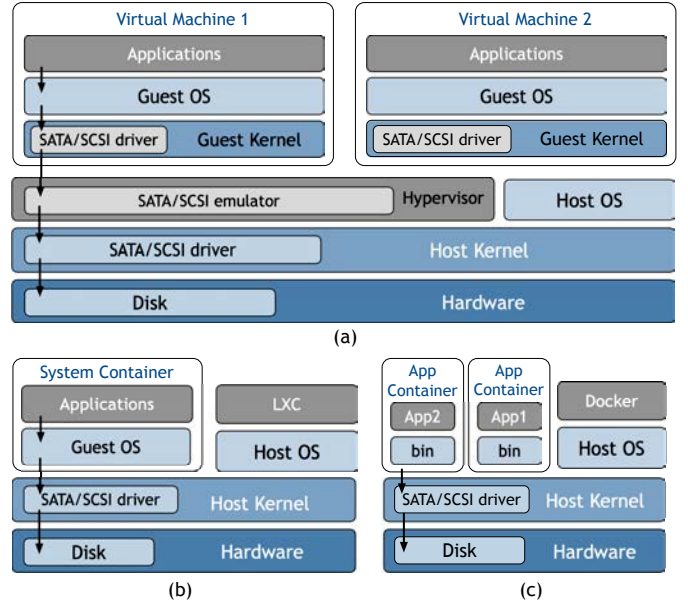 Virtual Machine 1
Virtual Machine 2
Applications
Applications
Guest OS
Guest OS
SATA/SCSI driver
Guest Kernel
SATA/SCSI driver
Guest Kernel
SATA/SCSI emulator
Hypervisor
Host OS
SATA/SCSI driver
Host Kernel
Disk
Hardware
(a)
System Container
Applications
LXC
Guest OS
Host OS
SATA/SCSI driver
Host Kernel
Disk
Hardware
(b)
App
Container
App
Container
App2
App1
Docker
bin
bin
Host OS
SATA/SCSI driver
Host Kernel
Disk
Hardware
(c)